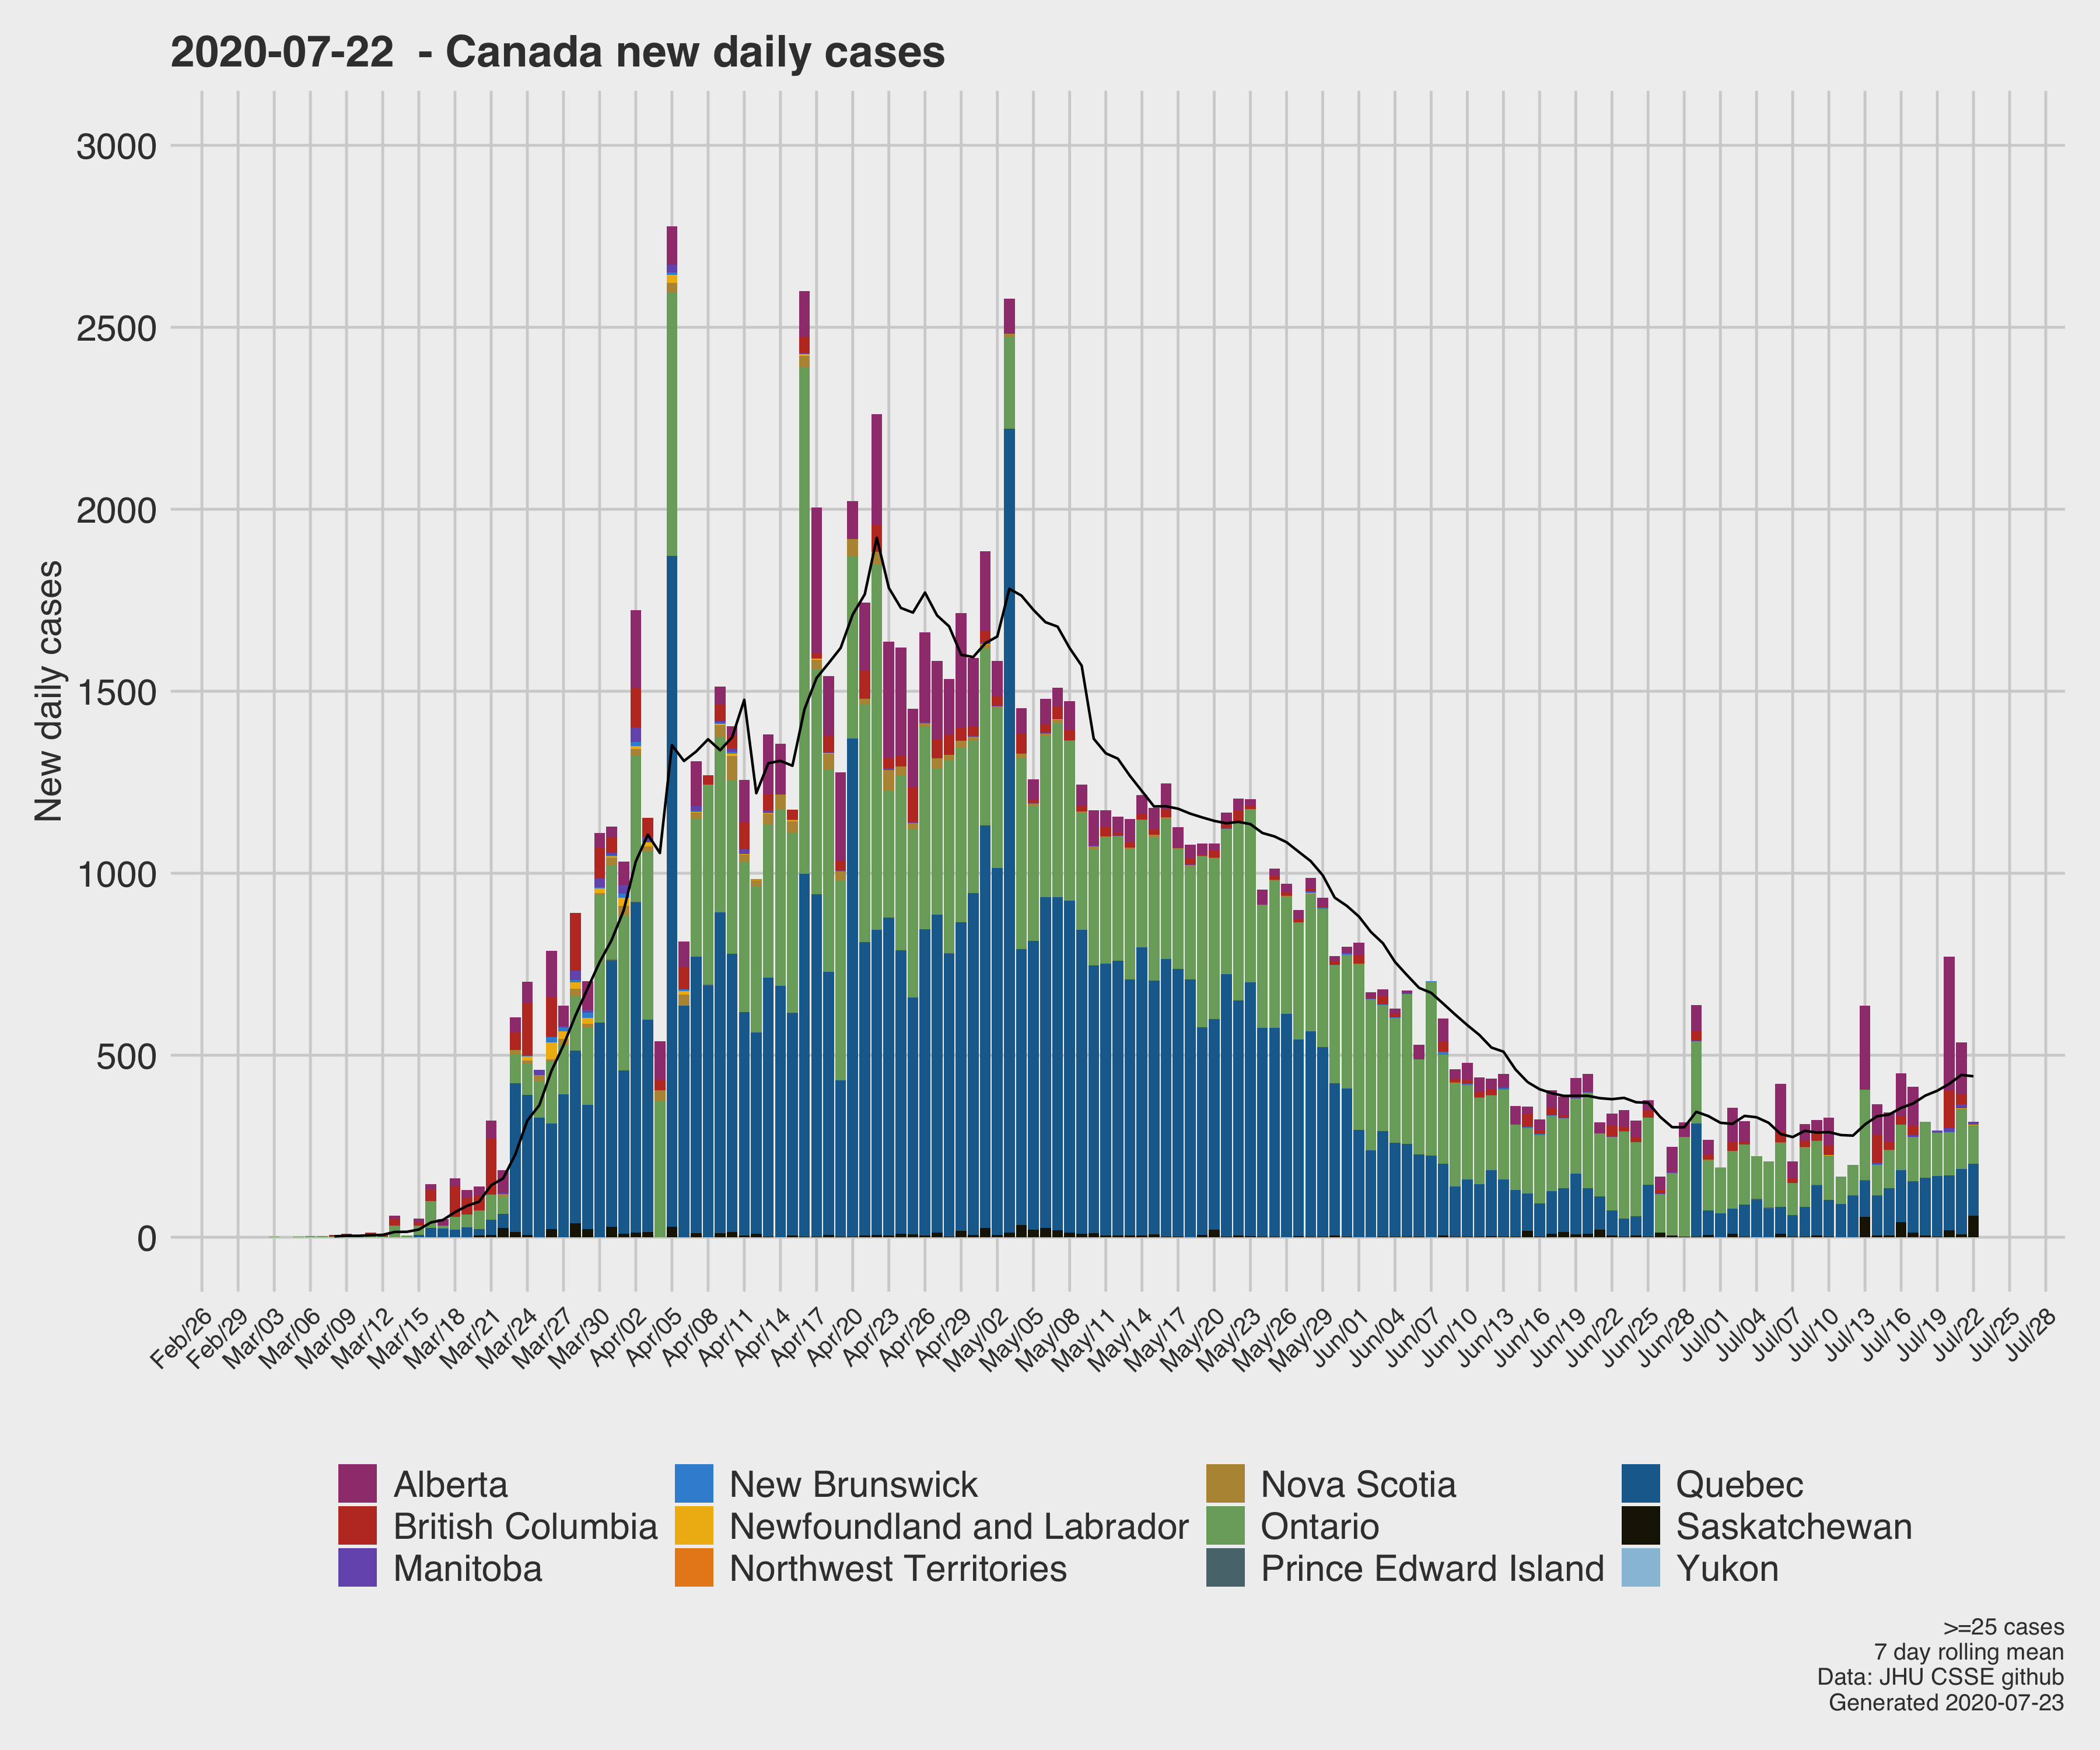 2020-07-22  - Canada new daily cases
New daily cases
3000
2500
2000
1500
1000
500
0
Feb/26
Feb/29
Mar/03
Mar/06
Mar/09
Mar/12
Mar/15
Mar/18
Mar/21
Mar/24
Mar/27
Mar/30
Apr/02
Apr/05
Apr/08
Apr/11
Apr/14
Apr/17
Apr/20
Apr/23
Apr/26
Apr/29
May/02
May/05
May/08
May/11
May/14
May/17
May/20
May/23
May/26
May/29
Jun/01
Jun/04
Jun/07
Jun/10
Jun/13
Jun/16
Jun/19
Jun/22
Jun/25
Jun/28
Jul/01
Jul/04
Jul/07
Jul/10
Jul/13
Jul/16
Jul/19
Jul/22
Jul/25
Jul/28
Alberta
British Columbia
Manitoba
New Brunswick
Newfoundland and Labrador
Northwest Territories
Nova Scotia
Ontario
Prince Edward Island
Quebec
Saskatchewan
Yukon
>=25 cases
7 day rolling mean
Data: JHU CSSE github
Generated 2020-07-23